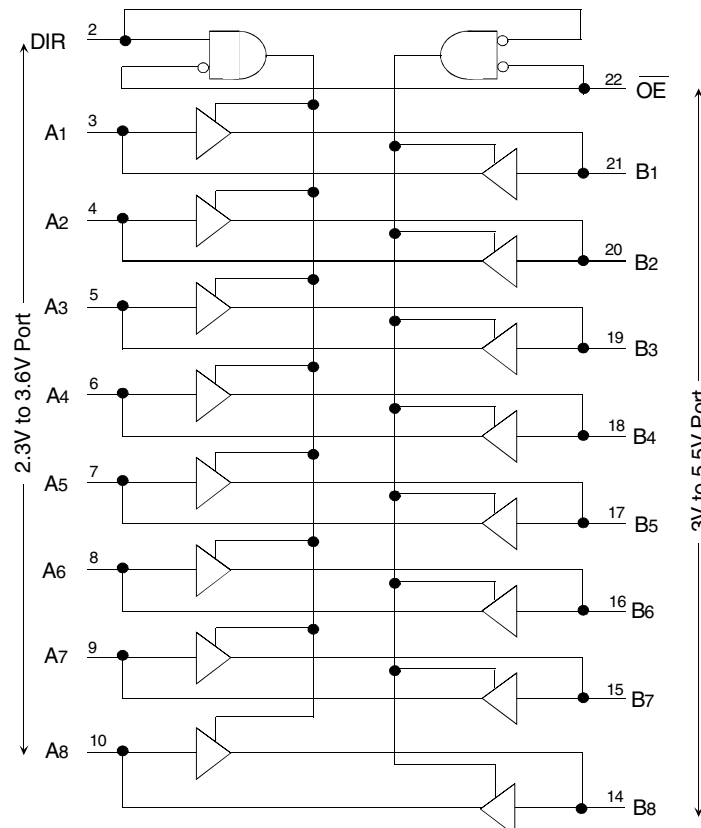 DIR 2
22 OE
A1 3
21 B1
A2 4
20 B2
A3 5
19 B3
A4 6
18 B4
A5 7
17 B5
A6 8
16 B6
A7 9
15 B7
A8 10
14 B8
2.3V to 3.6V Port
3V to 5.5V Port